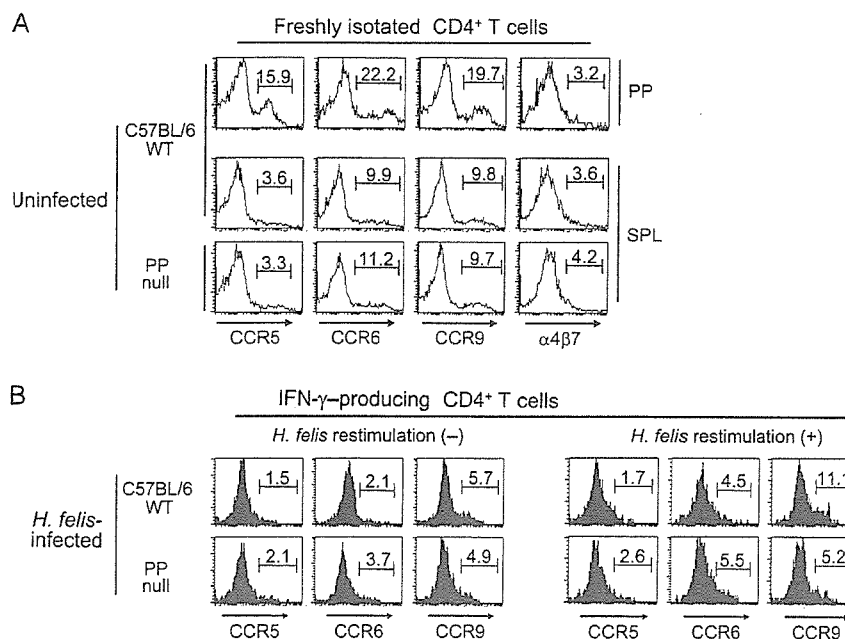 A
Freshly isotated CD4+ T cells
15.9 22.2 19.7 3.2
PP
C57BL/6
WT
Uninfected
3.6 9.9 9.8 3.6
SPL
PP
null
3.3 11.2 9.7 4.2
CCR5 CCR6 CCR9 α4β7
B
IFN-γ–producing CD4+ T cells
H. felis restimulation (–) H. felis restimulation (+)
C57BL/6
WT
1.5 2.1 5.7 1.7 4.5 11.1
H. felis-
infected
PP
null
2.1 3.7 4.9 2.6 5.5 5.2
CCR5 CCR6 CCR9 CCR5 CCR6 CCR9